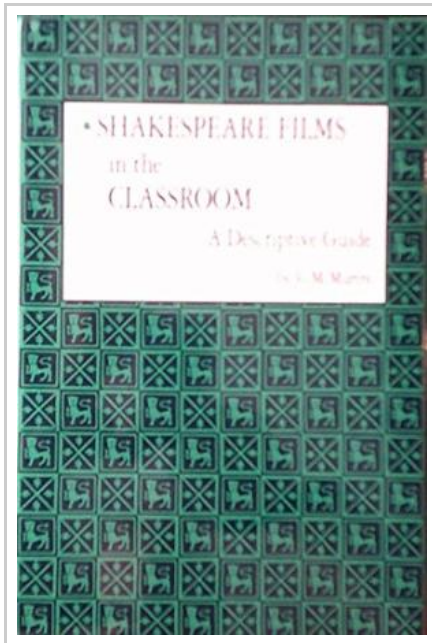 • SHAKESPEARE FILMS
in the
CLASSROOM
A Descriptive Guide
M.